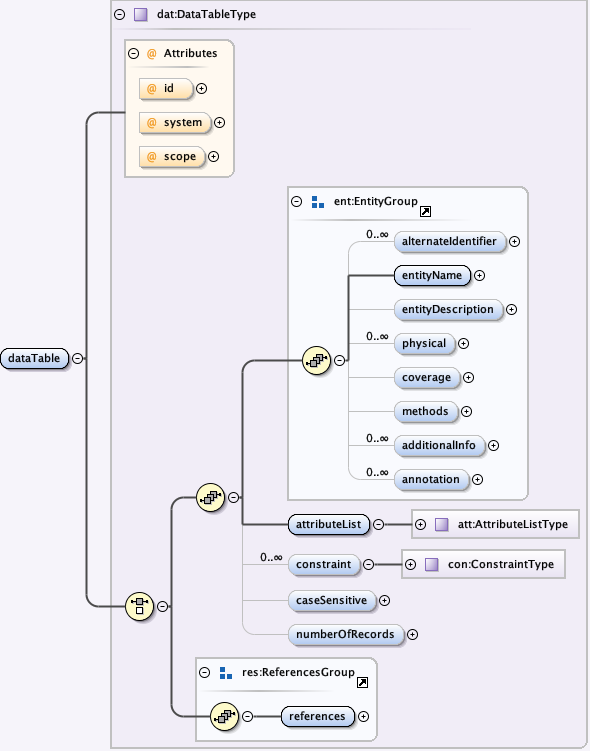 dat:DataTableType
@ Attributes
@ id
@ system
@ scope
ent:EntityGroup
0..∞ alternateIdentifier
entityName
entityDescription
0..∞ physical
coverage
methods
0..∞ additionalInfo
0..∞ annotation
dataTable
attributeList att:AttributeListType
0..∞ constraint con:ConstraintType
caseSensitive
numberOfRecords
res:ReferencesGroup
references